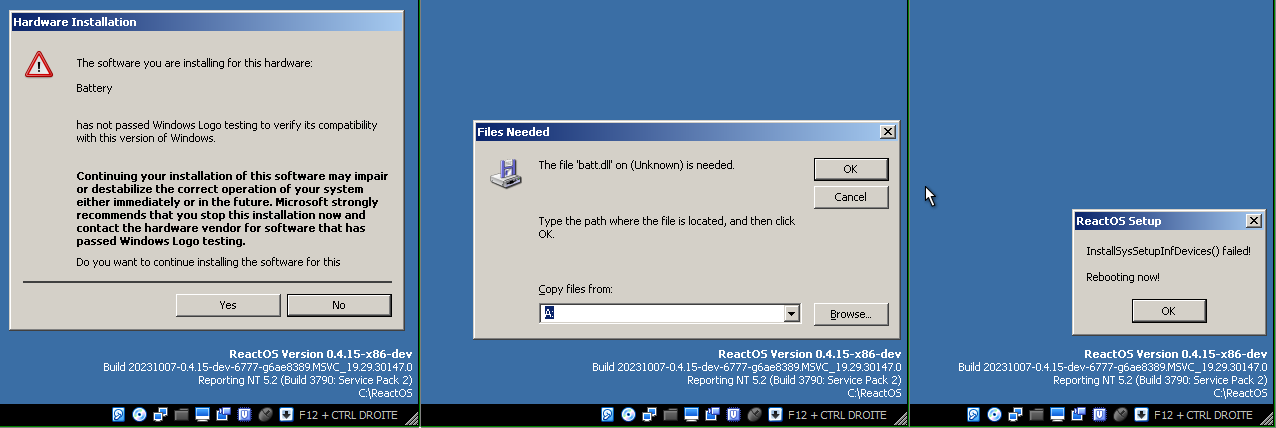 Hardware Installation
The software you are installing for this hardware:
Battery
has not passed Windows Logo testing to verify its compatibility
with this version of Windows.
Continuing your installation of this software may impair
or destabilize the correct operation of your system
either immediately or in the future. Microsoft strongly
recommends that you stop this installation now and
contact the hardware vendor for software that has
passed Windows Logo testing.
Do you want to continue installing the software for this
Yes
No
ReactOS Version 0.4.15-x86-dev
Build 20231007-0.4.15-dev-6777-g6ae8389.MSVC_19.29.30147.0
Reporting NT 5.2 (Build 3790: Service Pack 2)
C:\ReactOS
F12 + CTRL DROITE
Files Needed
The file 'batt.dll' on (Unknown) is needed.
OK
Cancel
Type the path where the file is located, and then click
OK.
Copy files from:
A:
Browse...
ReactOS Version 0.4.15-x86-dev
Build 20231007-0.4.15-dev-6777-g6ae8389.MSVC_19.29.30147.0
Reporting NT 5.2 (Build 3790: Service Pack 2)
C:\ReactOS
F12 + CTRL DROITE
ReactOS Setup
InstallSysSetupInfDevices() failed!
Rebooting now!
OK
ReactOS Version 0.4.15-x86-dev
Build 20231007-0.4.15-dev-6777-g6ae8389.MSVC_19.29.30147.0
Reporting NT 5.2 (Build 3790: Service Pack 2)
C:\ReactOS
F12 + CTRL DROITE